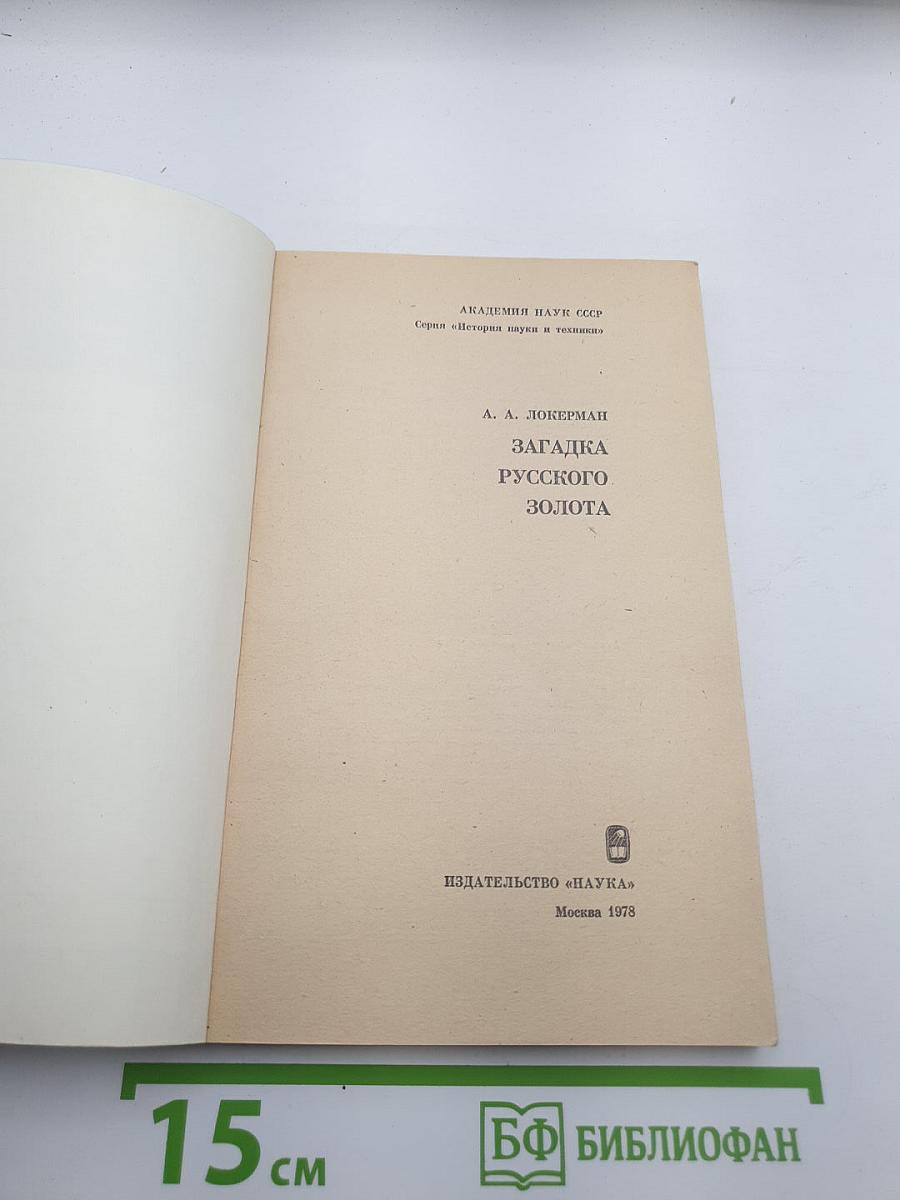 АКАДЕМИЯ НАУК СССР
Серия «История науки и техники»
А. А. ЛОКЕРМАН
ЗАГАДКА
РУССКОГО
ЗОЛОТА
ИЗДАТЕЛЬСТВО «НАУКА»
Москва 1978
15 см
БФ БИБЛИОФАН